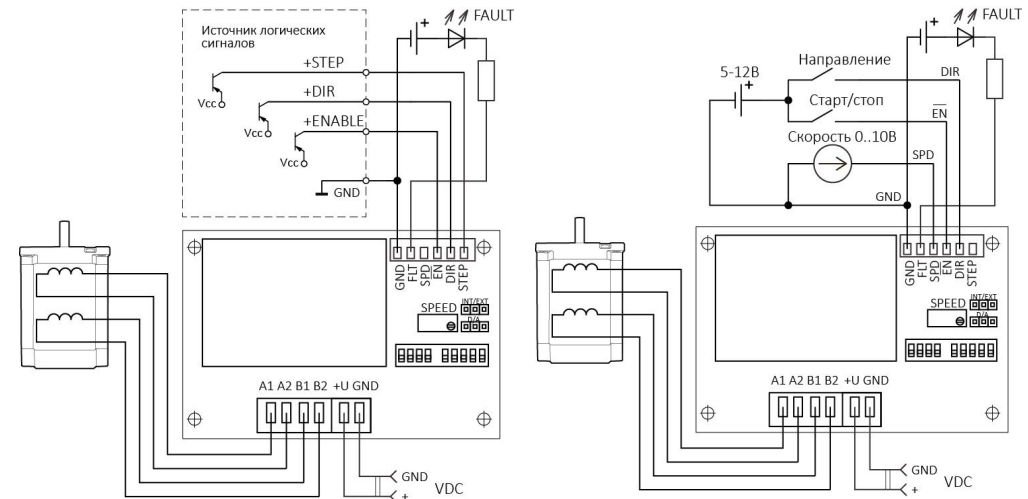 FAULT
Источник логических
сигналов
+
+STEP
Vcc
+DIR
Vcc
+ENABLE
Vcc
GND
GND
FLT
SPD
EN
DIR
STEP
SPEED
INT/EXT
D/A
A1 A2 B1 B2 +U GND
GND
VDC
+
FAULT
+
5-12В
+
Направление
DIR
Старт/стоп
EN
Скорость 0..10В
SPD
GND
GND
FLT
SPD
EN
DIR
STEP
SPEED
INT/EXT
D/A
A1 A2 B1 B2 +U GND
GND
VDC
+